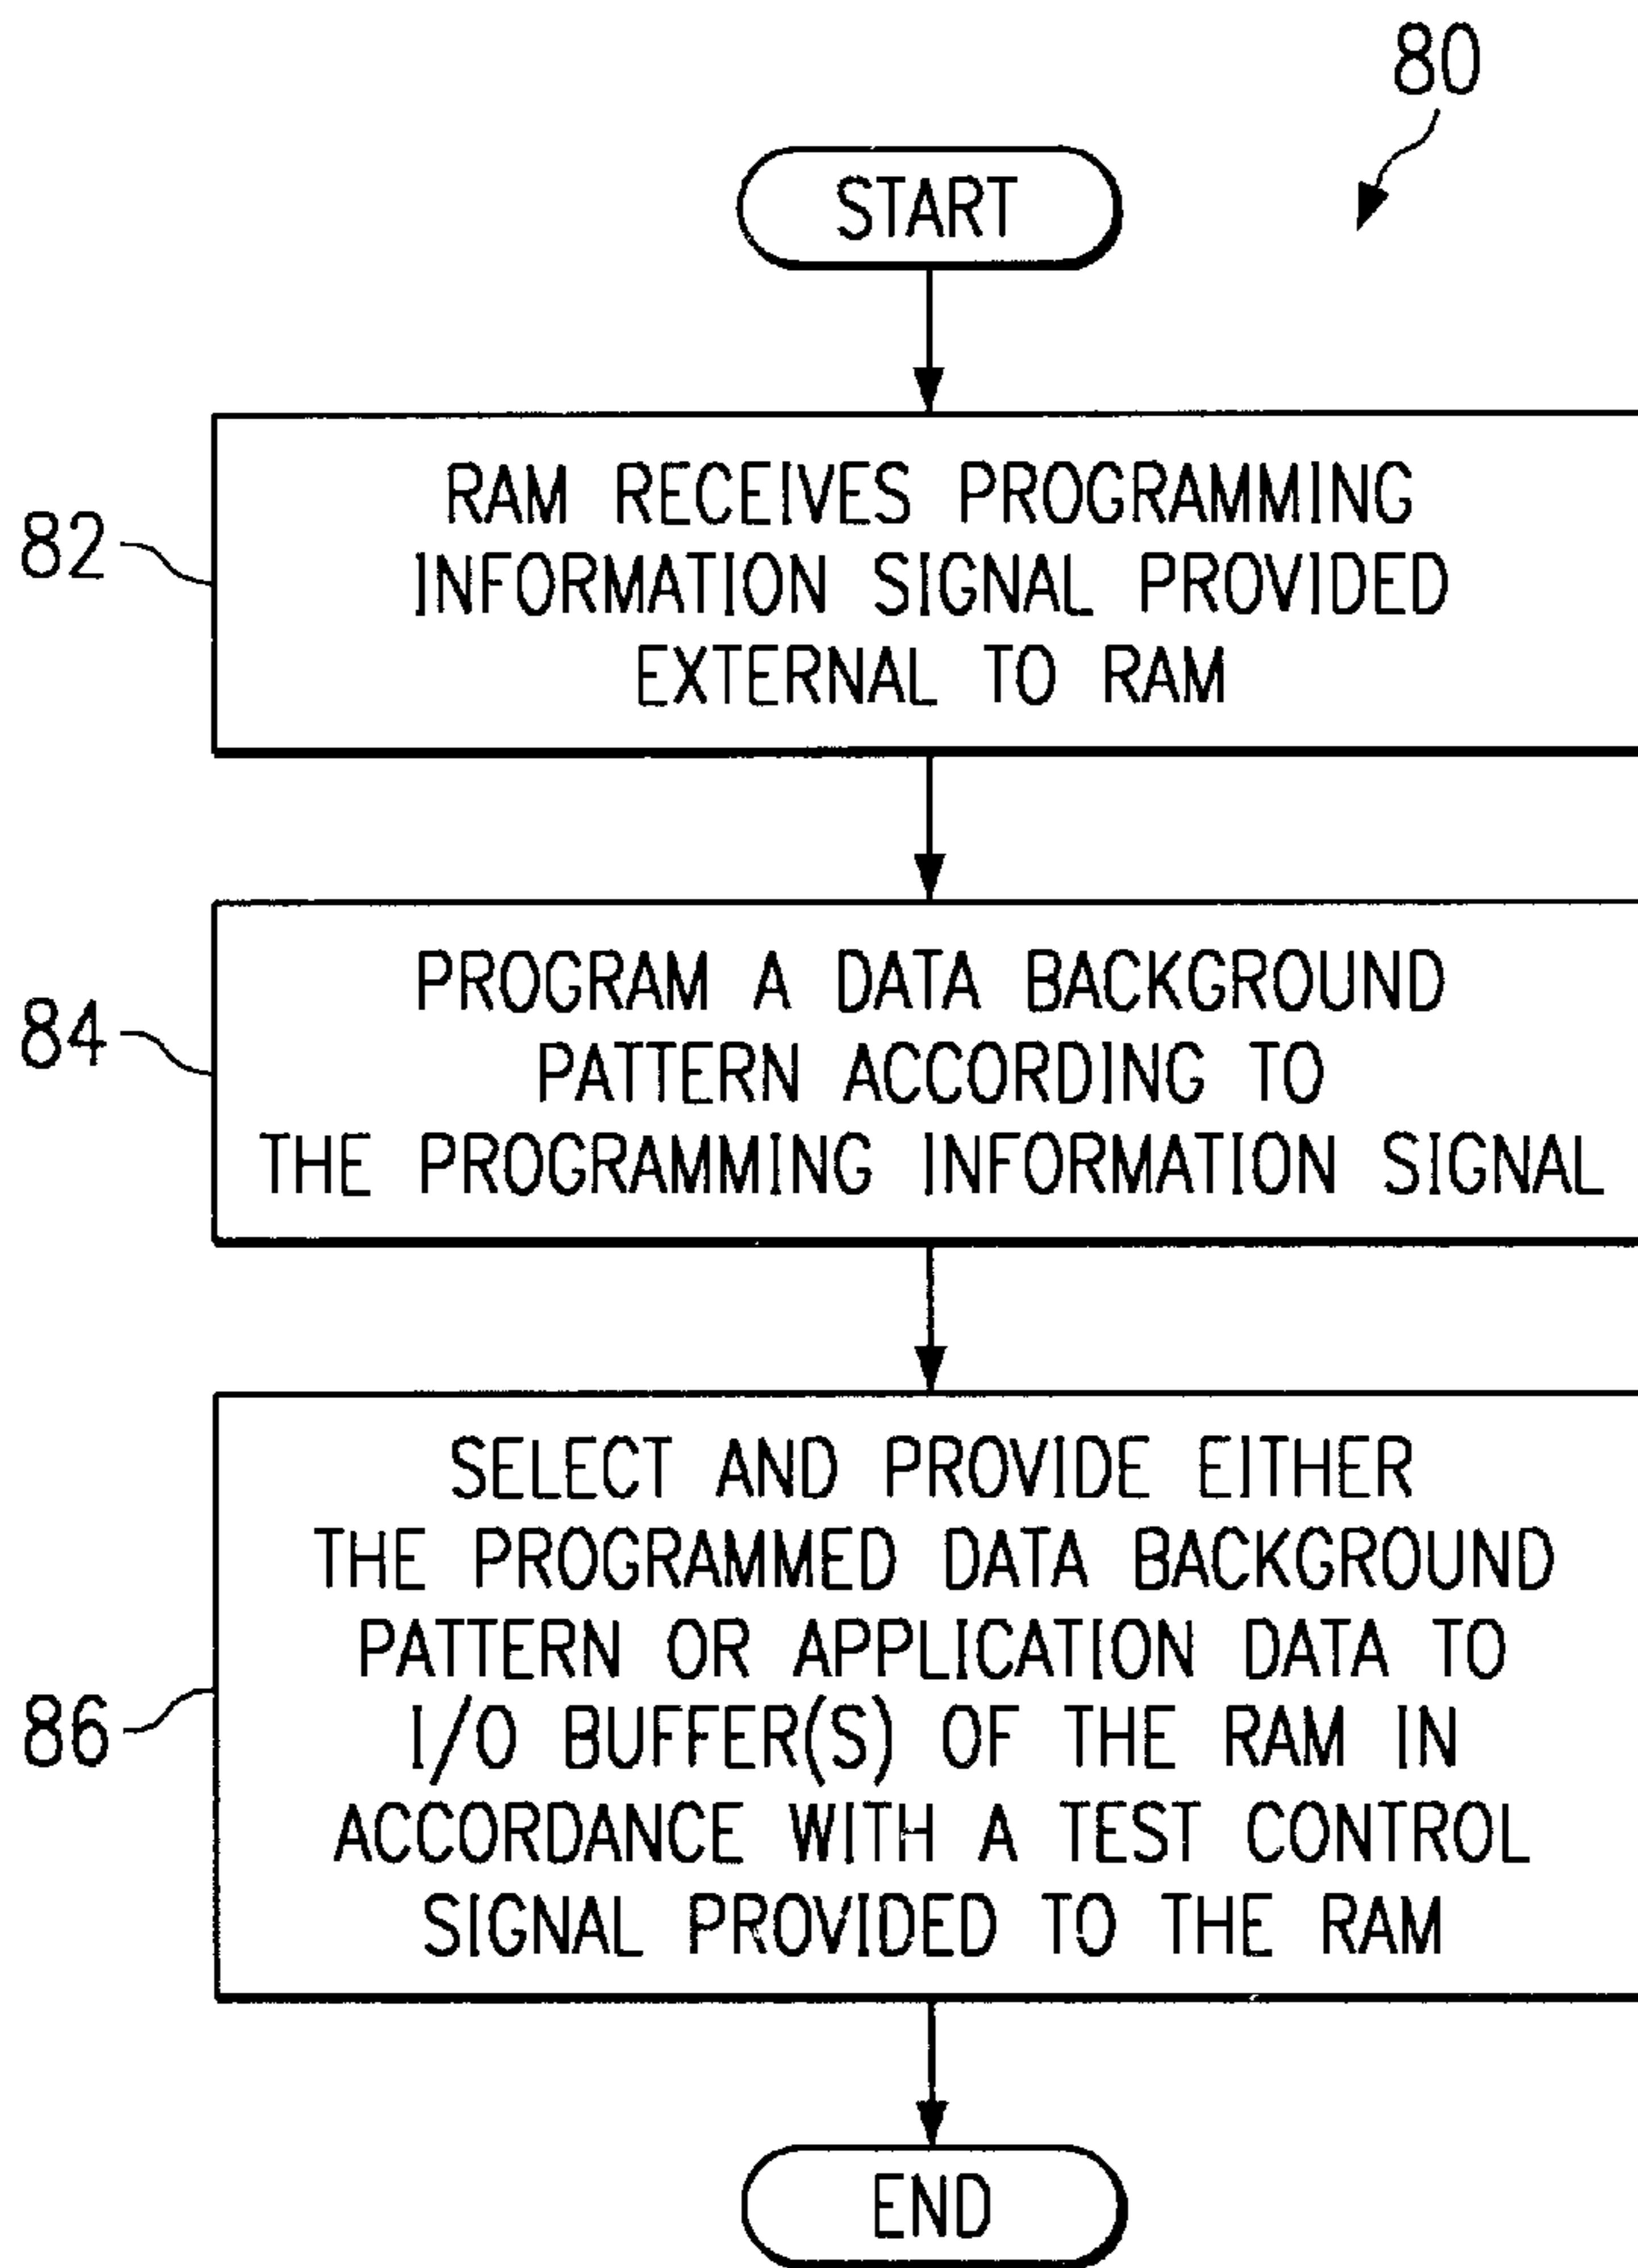 80
START
82
RAM RECEIVES PROGRAMMING
INFORMATION SIGNAL PROVIDED
EXTERNAL TO RAM
84
PROGRAM A DATA BACKGROUND
PATTERN ACCORDING TO
THE PROGRAMMING INFORMATION SIGNAL
86
SELECT AND PROVIDE EITHER
THE PROGRAMMED DATA BACKGROUND
PATTERN OR APPLICATION DATA TO
I/O BUFFER(S) OF THE RAM IN
ACCORDANCE WITH A TEST CONTROL
SIGNAL PROVIDED TO THE RAM
END